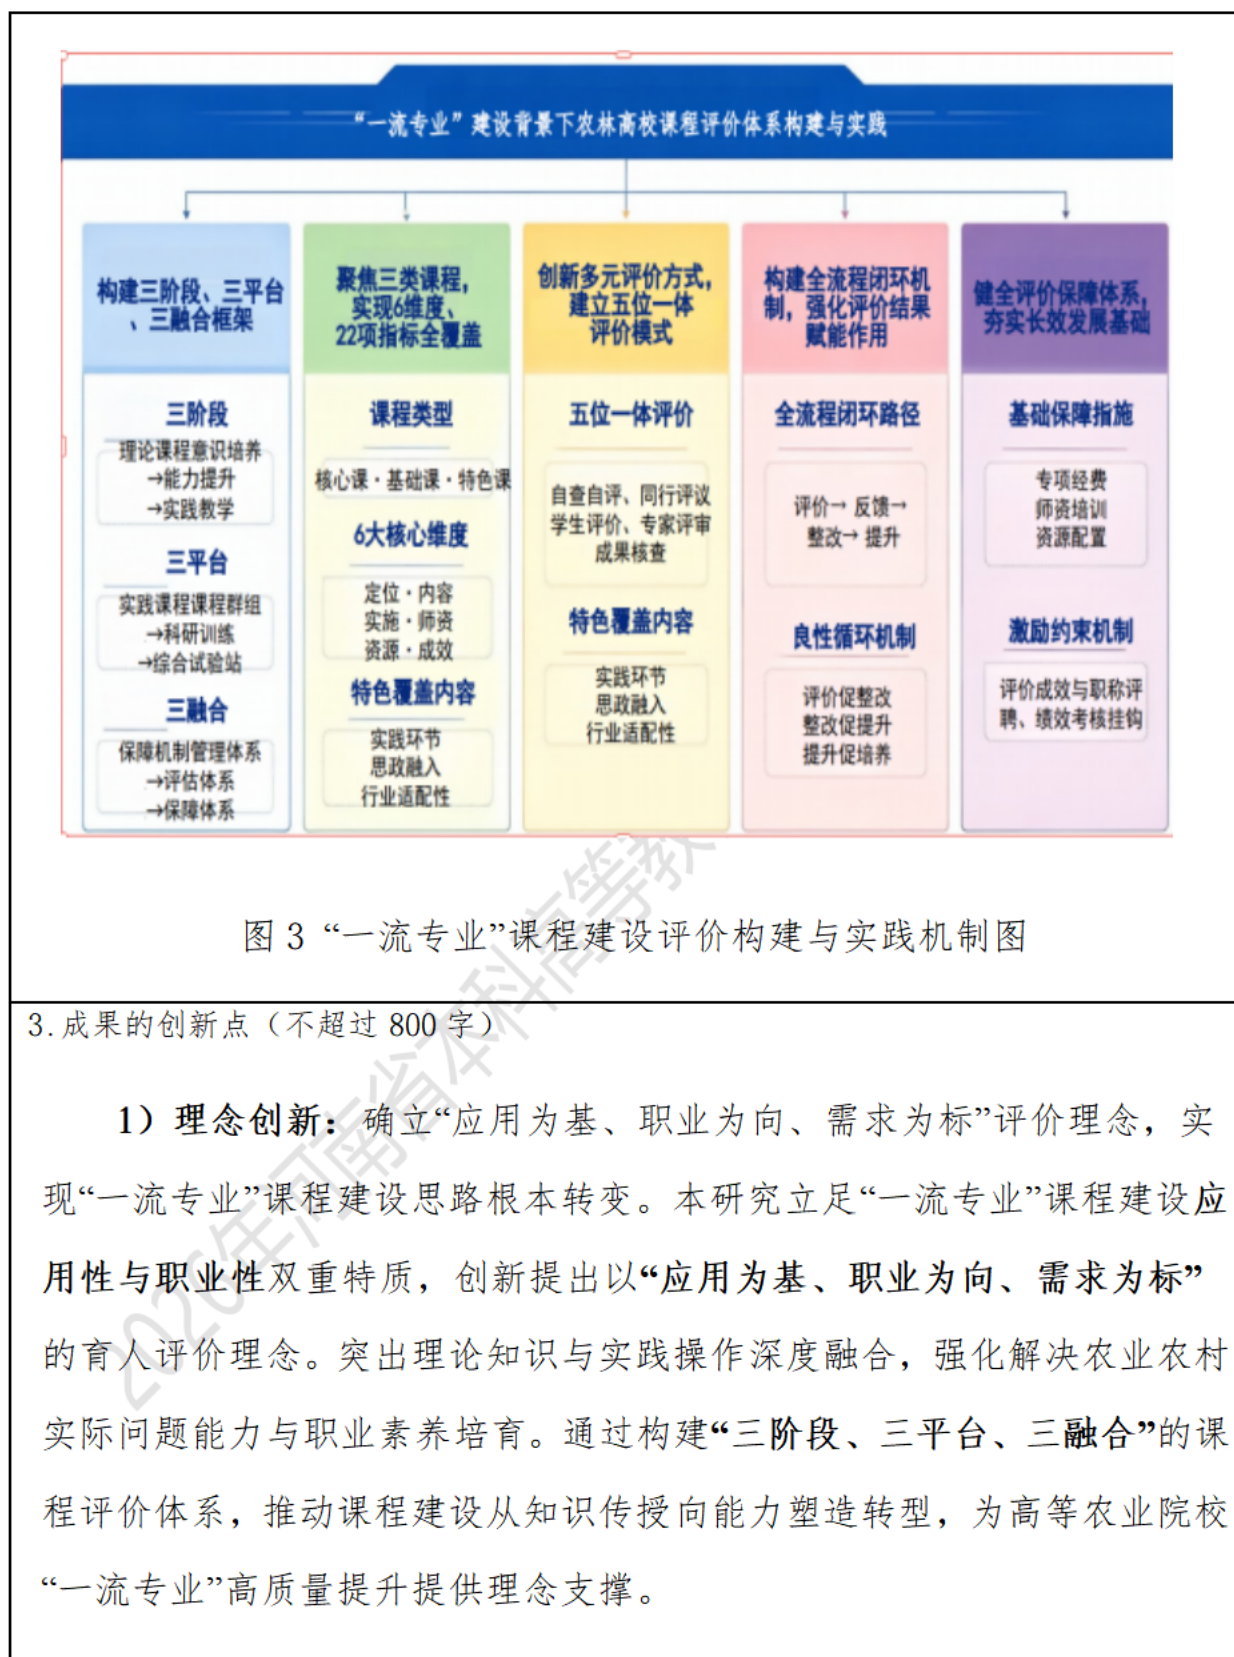 “一流专业”建设背景下农林高校课程评价体系构建与实践
构建三阶段、三平台
、三融合框架
三阶段
理论课程意识培养
→能力提升
→实践教学
三平台
实践课程课程群组
→科研训练
→综合试验站
三融合
保障机制管理体系
→评估体系
→保障体系
聚焦三类课程，
实现6维度、
22项指标全覆盖
课程类型
核心课·基础课·特色课
6大核心维度
定位·内容
实施·师资
资源·成效
特色覆盖内容
实践环节
思政融入
行业适配性
创新多元评价方式，
建立五位一体
评价模式
五位一体评价
自查自评、同行评议
学生评价、专家评审
成果核查
特色覆盖内容
实践环节
思政融入
行业适配性
构建全流程闭环机
制，强化评价结果
赋能作用
全流程闭环路径
评价→ 反馈→
整改→ 提升
良性循环机制
评价促整改
整改促提升
提升促培养
健全评价保障体系，
夯实长效发展基础
基础保障指施
专项经费
师资培训
资源配置
激励约束机制
评价成效与职称评
聘、绩效考核挂钩
图 3 “一流专业”课程建设评价构建与实践机制图
3.成果的创新点（不超过 800 字）
1）理念创新：确立“应用为基、职业为向、需求为标”评价理念，实
现“一流专业”课程建设思路根本转变。本研究立足“一流专业”课程建设应
用性与职业性双重特质，创新提出以“应用为基、职业为向、需求为标”
的育人评价理念。突出理论知识与实践操作深度融合，强化解决农业农村
实际问题能力与职业素养培育。通过构建“三阶段、三平台、三融合”的课
程评价体系，推动课程建设从知识传授向能力塑造转型，为高等农业院校
“一流专业”高质量提升提供理念支撑。
2026年河南省本科高等教